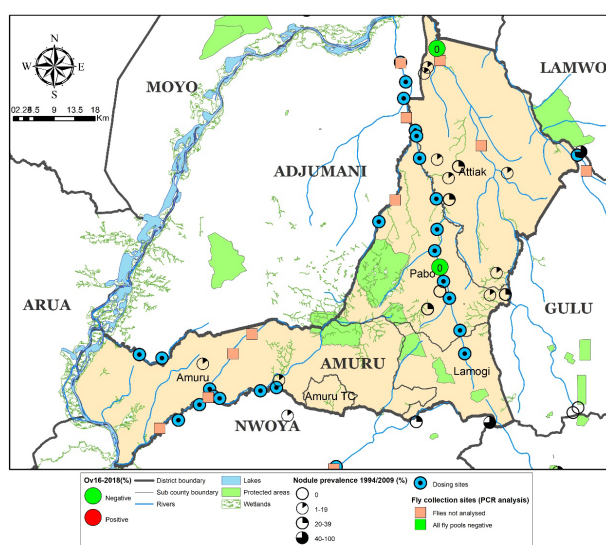 N
W E
S
02.254.5 9 13.5 18
Km
MOYO
LAMWO
ADJUMANI
Attiak
0
0
Pabo
ARUA
GULU
AMURU
Amuru
Lamogi
Amuru TC
NWOYA
Ov16-2018(%)
Negative
Positive
District boundary
Sub county boundary
Rivers
Lakes
Protected areas
Wetlands
Nodule prevalence 1994/2009 (%)
0
1-19
20-39
40-100
Dosing sites
Fly collection sites (PCR analysis)
Flies not analysed
All fly pools negative